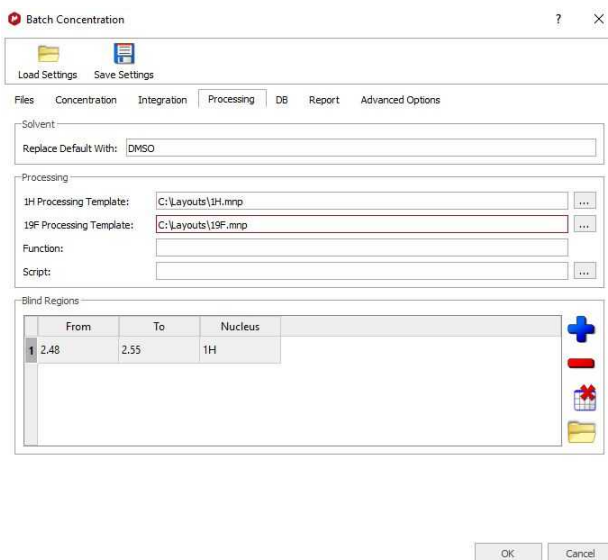 Batch Concentration
?
Load Settings Save Settings
Files Concentration Integration Processing DB Report Advanced Options
Solvent
Replace Default With: DMSO
Processing
1H Processing Template: C:\Layouts\1H.mnp ...
19F Processing Template: C:\Layouts\19F.mnp ...
Function:
Script: ...
Blind Regions
From To Nucleus
1 2.48 2.55 1H
OK Cancel